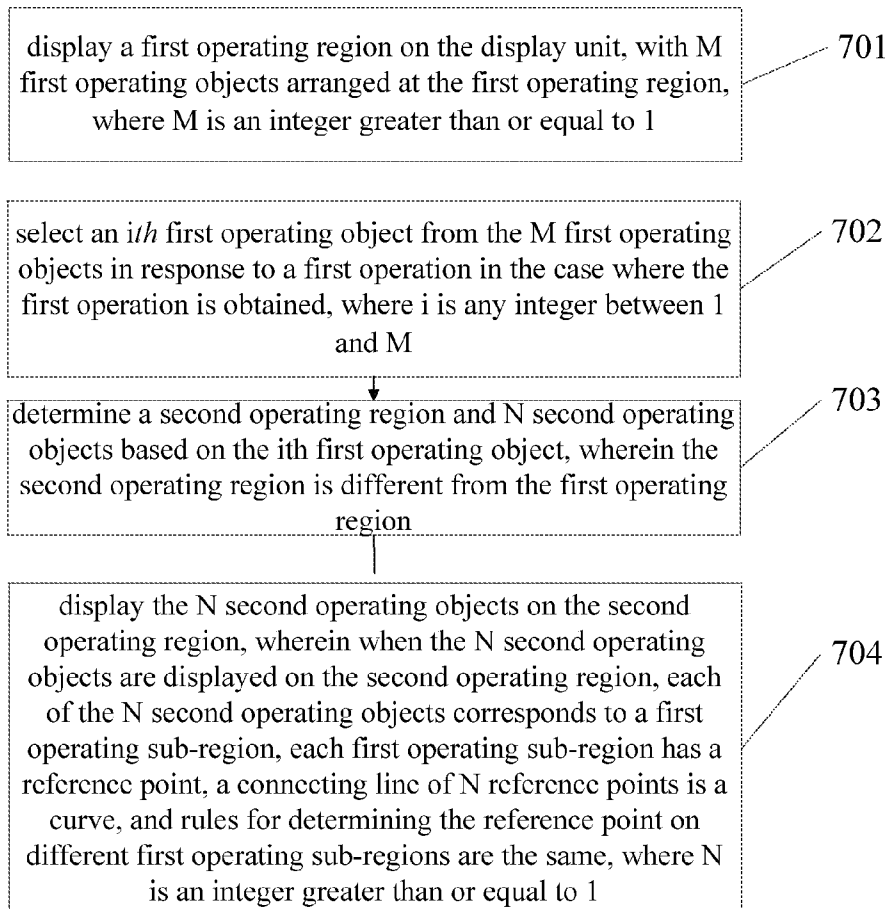 display a first operating region on the display unit, with M
first operating objects arranged at the first operating region,
where M is an integer greater than or equal to 1
701
select an ith first operating object from the M first operating
objects in response to a first operation in the case where the
first operation is obtained, where i is any integer between 1
and M
702
determine a second operating region and N second operating
objects based on the ith first operating object, wherein the
second operating region is different from the first operating
region
703
display the N second operating objects on the second
operating region, wherein when the N second operating
objects are displayed on the second operating region, each
of the N second operating objects corresponds to a first
operating sub-region, each first operating sub-region has a
reference point, a connecting line of N reference points is a
curve, and rules for determining the reference point on
different first operating sub-regions are the same, where N
is an integer greater than or equal to 1
704